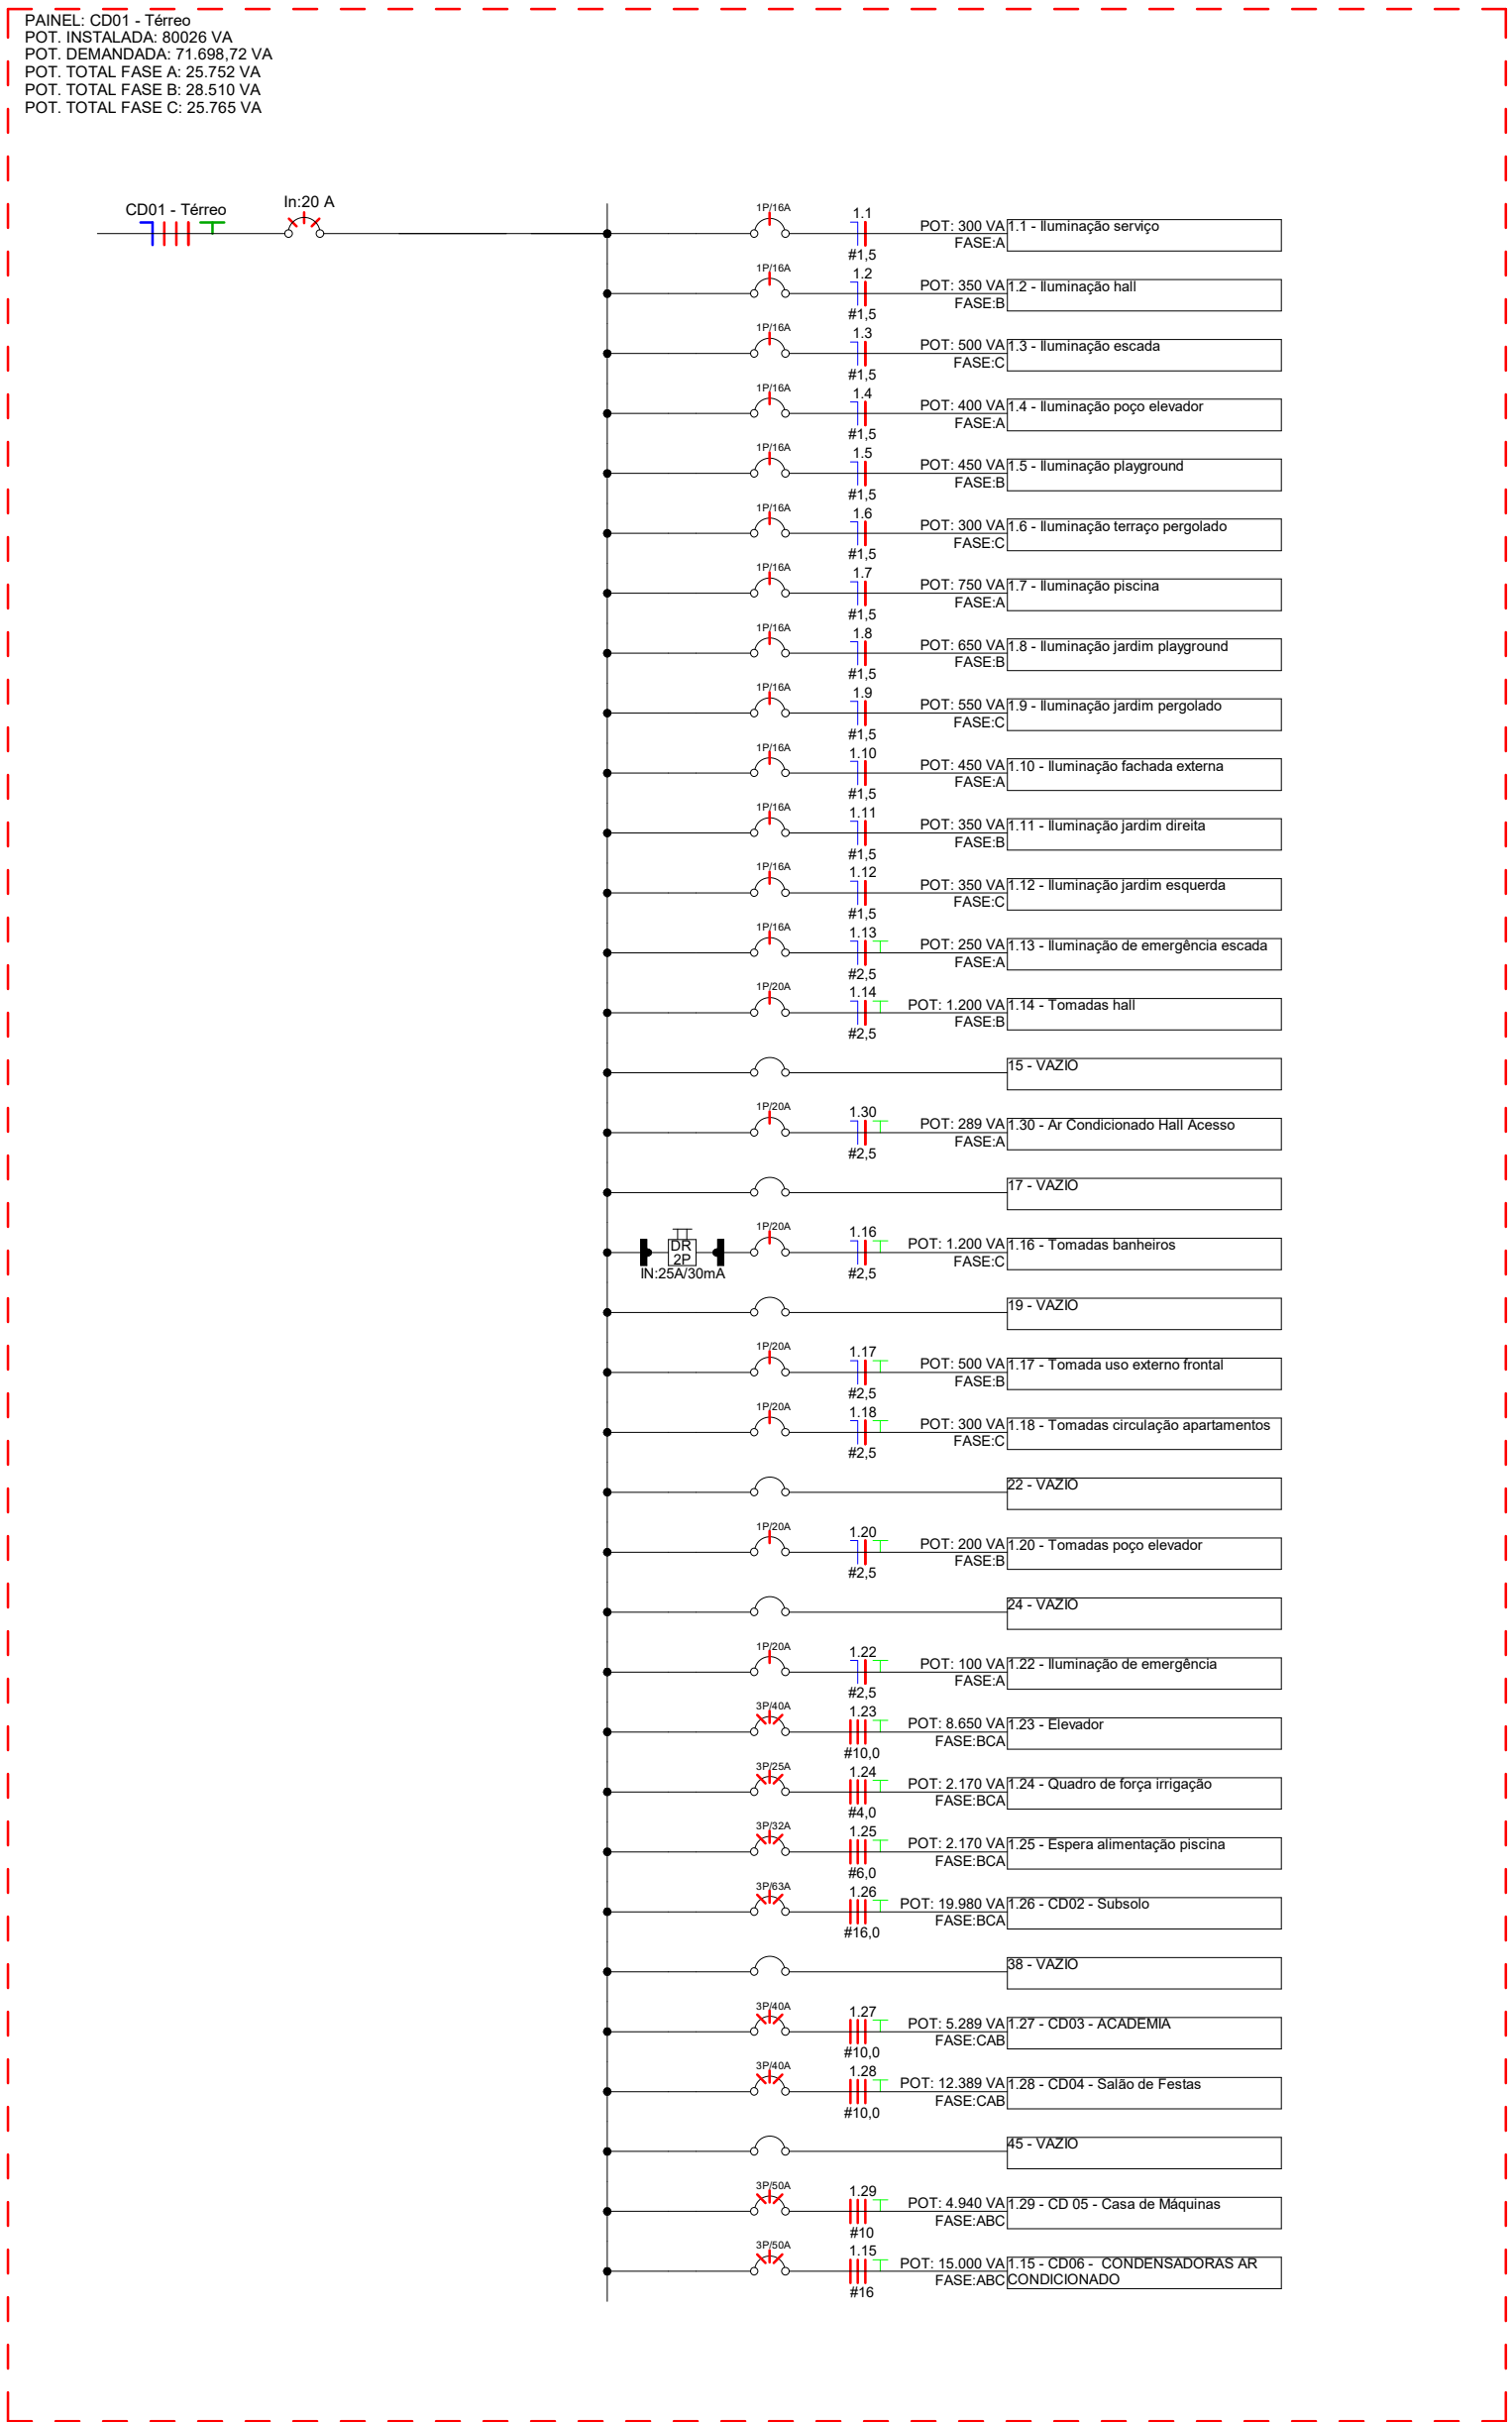 PAINEL: CD01 - Térreo
POT. INSTALADA: 80026 VA
POT. DEMANDADA: 71.698,72 VA
POT. TOTAL FASE A: 25.752 VA
POT. TOTAL FASE B: 28.510 VA
POT. TOTAL FASE C: 25.765 VA
CD01 - Térreo
In:20 A
1P/16A
1.1
POT: 300 VA
1.1 - Iluminação serviço
FASE:A
#1,5
1P/16A
1.2
POT: 350 VA
1.2 - Iluminação hall
FASE:B
#1,5
1P/16A
1.3
POT: 500 VA
1.3 - Iluminação escada
FASE:C
#1,5
1P/16A
1.4
POT: 400 VA
1.4 - Iluminação poço elevador
FASE:A
#1,5
1P/16A
1.5
POT: 450 VA
1.5 - Iluminação playground
FASE:B
#1,5
1P/16A
1.6
POT: 300 VA
1.6 - Iluminação terraço pergolado
FASE:C
#1,5
1P/16A
1.7
POT: 750 VA
1.7 - Iluminação piscina
FASE:A
#1,5
1P/16A
1.8
POT: 650 VA
1.8 - Iluminação jardim playground
FASE:B
#1,5
1P/16A
1.9
POT: 550 VA
1.9 - Iluminação jardim pergolado
FASE:C
#1,5
1P/16A
1.10
POT: 450 VA
1.10 - Iluminação fachada externa
FASE:A
#1,5
1P/16A
1.11
POT: 350 VA
1.11 - Iluminação jardim direita
FASE:B
#1,5
1P/16A
1.12
POT: 350 VA
1.12 - Iluminação jardim esquerda
FASE:C
#1,5
1P/16A
1.13
POT: 250 VA
1.13 - Iluminação de emergência escada
FASE:A
#2,5
1P/20A
1.14
POT: 1.200 VA
1.14 - Tomadas hall
FASE:B
#2,5
15 - VAZIO
1P/20A
1.30
POT: 289 VA
1.30 - Ar Condicionado Hall Acesso
FASE:A
#2,5
17 - VAZIO
DR
2P
IN:25A/30mA
1P/20A
1.16
POT: 1.200 VA
1.16 - Tomadas banheiros
FASE:C
#2,5
19 - VAZIO
1P/20A
1.17
POT: 500 VA
1.17 - Tomada uso externo frontal
FASE:B
#2,5
1P/20A
1.18
POT: 300 VA
1.18 - Tomadas circulação apartamentos
FASE:C
#2,5
22 - VAZIO
1P/20A
1.20
POT: 200 VA
1.20 - Tomadas poço elevador
FASE:B
#2,5
24 - VAZIO
1P/20A
1.22
POT: 100 VA
1.22 - Iluminação de emergência
FASE:A
#2,5
3P/40A
1.23
POT: 8.650 VA
1.23 - Elevador
FASE:BCA
#10,0
3P/25A
1.24
POT: 2.170 VA
1.24 - Quadro de força irrigação
FASE:BCA
#4,0
3P/32A
1.25
POT: 2.170 VA
1.25 - Espera alimentação piscina
FASE:BCA
#6,0
3P/63A
1.26
POT: 19.980 VA
1.26 - CD02 - Subsolo
FASE:BCA
#16,0
38 - VAZIO
3P/40A
1.27
POT: 5.289 VA
1.27 - CD03 - ACADEMIA
FASE:CAB
#10,0
3P/40A
1.28
POT: 12.389 VA
1.28 - CD04 - Salão de Festas
FASE:CAB
#10,0
45 - VAZIO
3P/50A
1.29
POT: 4.940 VA
1.29 - CD 05 - Casa de Máquinas
FASE:ABC
#10
3P/50A
1.15
POT: 15.000 VA
1.15 - CD06 - CONDENSADORAS AR
FASE:ABC
CONDICIONADO
#16